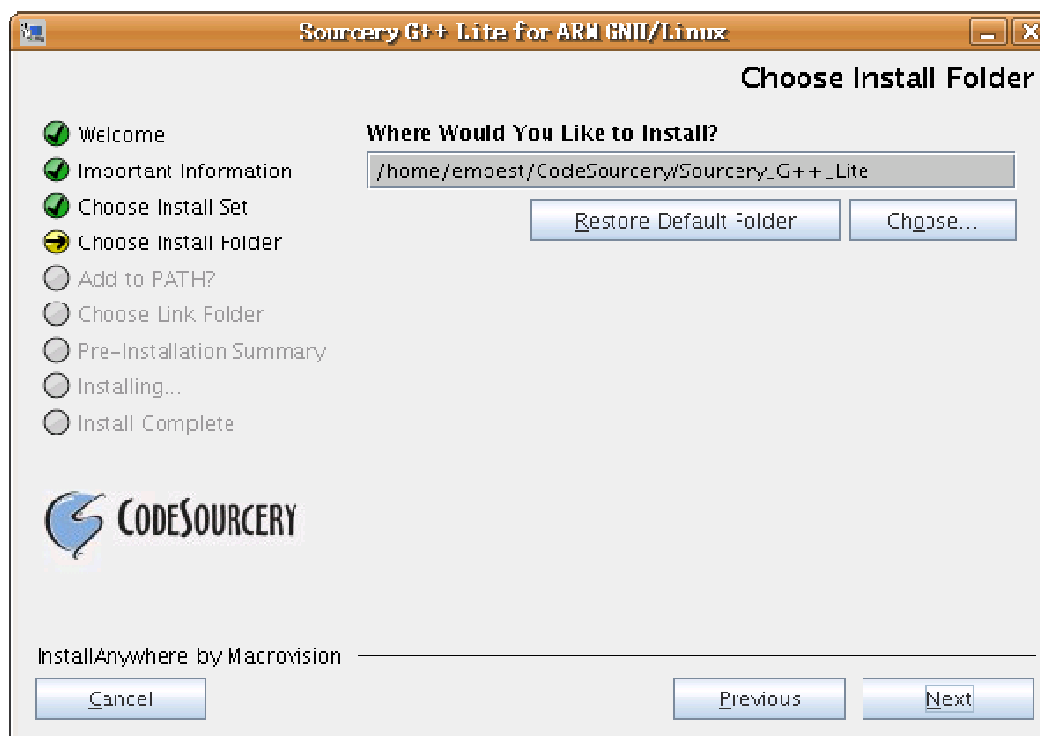 Sourcery G++ Lite for ARM GNU/Linux
Choose Install Folder
Welcome
Important Information
Choose Install Set
Choose Install Folder
Add to PATH?
Choose Link Folder
Pre-Installation Summary
Installing...
Install Complete
Where Would You Like to Install?
/home/embest/CodeSourcery/Sourcery_G++_Lite
Restore Default Folder
Choose...
CODESOURCERY
InstallAnywhere by Macrovision
Cancel
Previous
Next